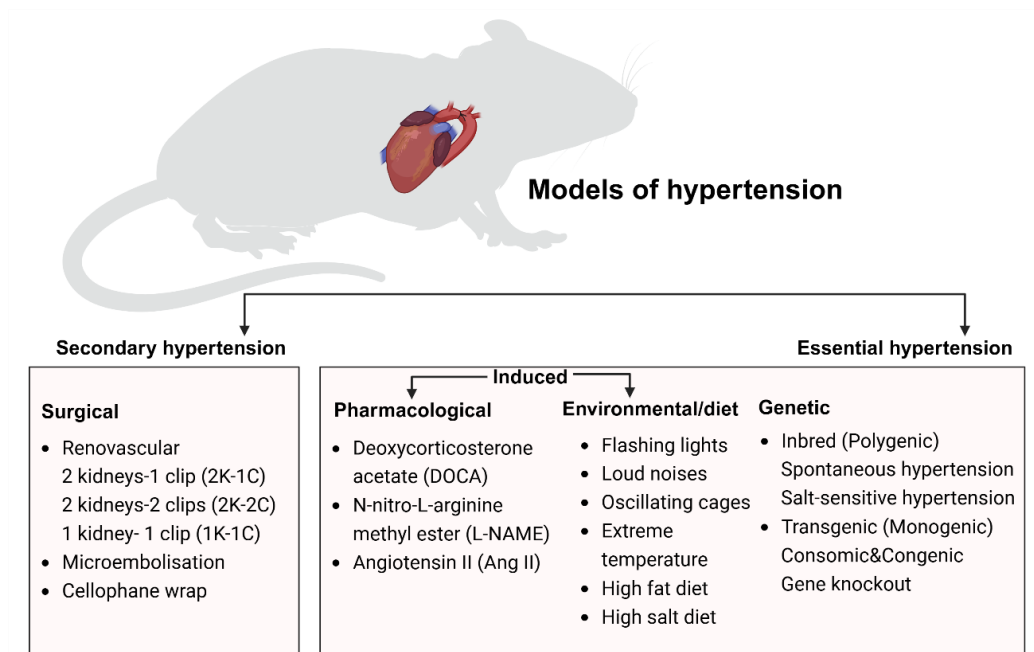 Models of hypertension
Secondary hypertension
Essential hypertension
Surgical
• Renovascular
2 kidneys-1 clip (2K-1C)
2 kidneys-2 clips (2K-2C)
1 kidney- 1 clip (1K-1C)
• Microembolisation
• Cellophane wrap
Induced
Pharmacological
• Deoxycorticosterone
acetate (DOCA)
• N-nitro-L-arginine
methyl ester (L-NAME)
• Angiotensin II (Ang II)
Environmental/diet
• Flashing lights
• Loud noises
• Oscillating cages
• Extreme
temperature
• High fat diet
• High salt diet
Genetic
• Inbred (Polygenic)
Spontaneous hypertension
Salt-sensitive hypertension
• Transgenic (Monogenic)
Consomic&Congenic
Gene knockout